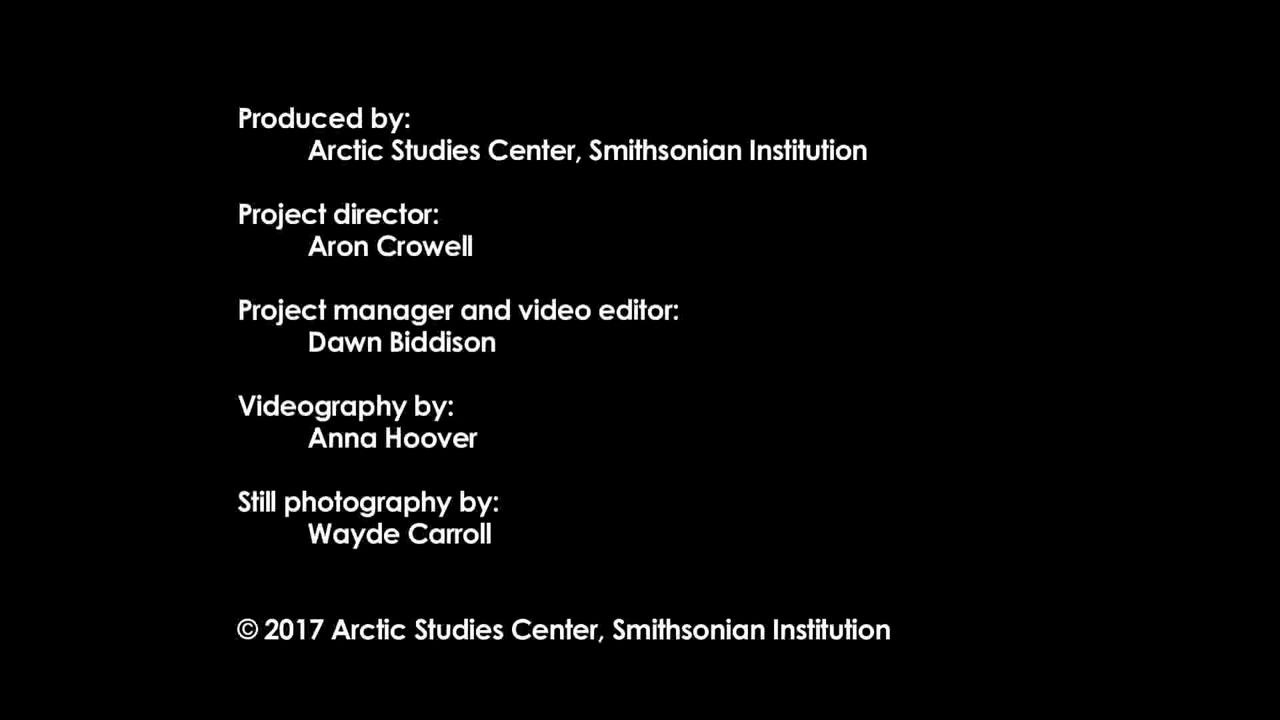 Produced by:
Arctic Studies Center, Smithsonian Institution
Project director:
Aron Crowell
Project manager and video editor:
Dawn Biddison
Videography by:
Anna Hoover
Still photography by:
Wayde Carroll
© 2017 Arctic Studies Center, Smithsonian Institution